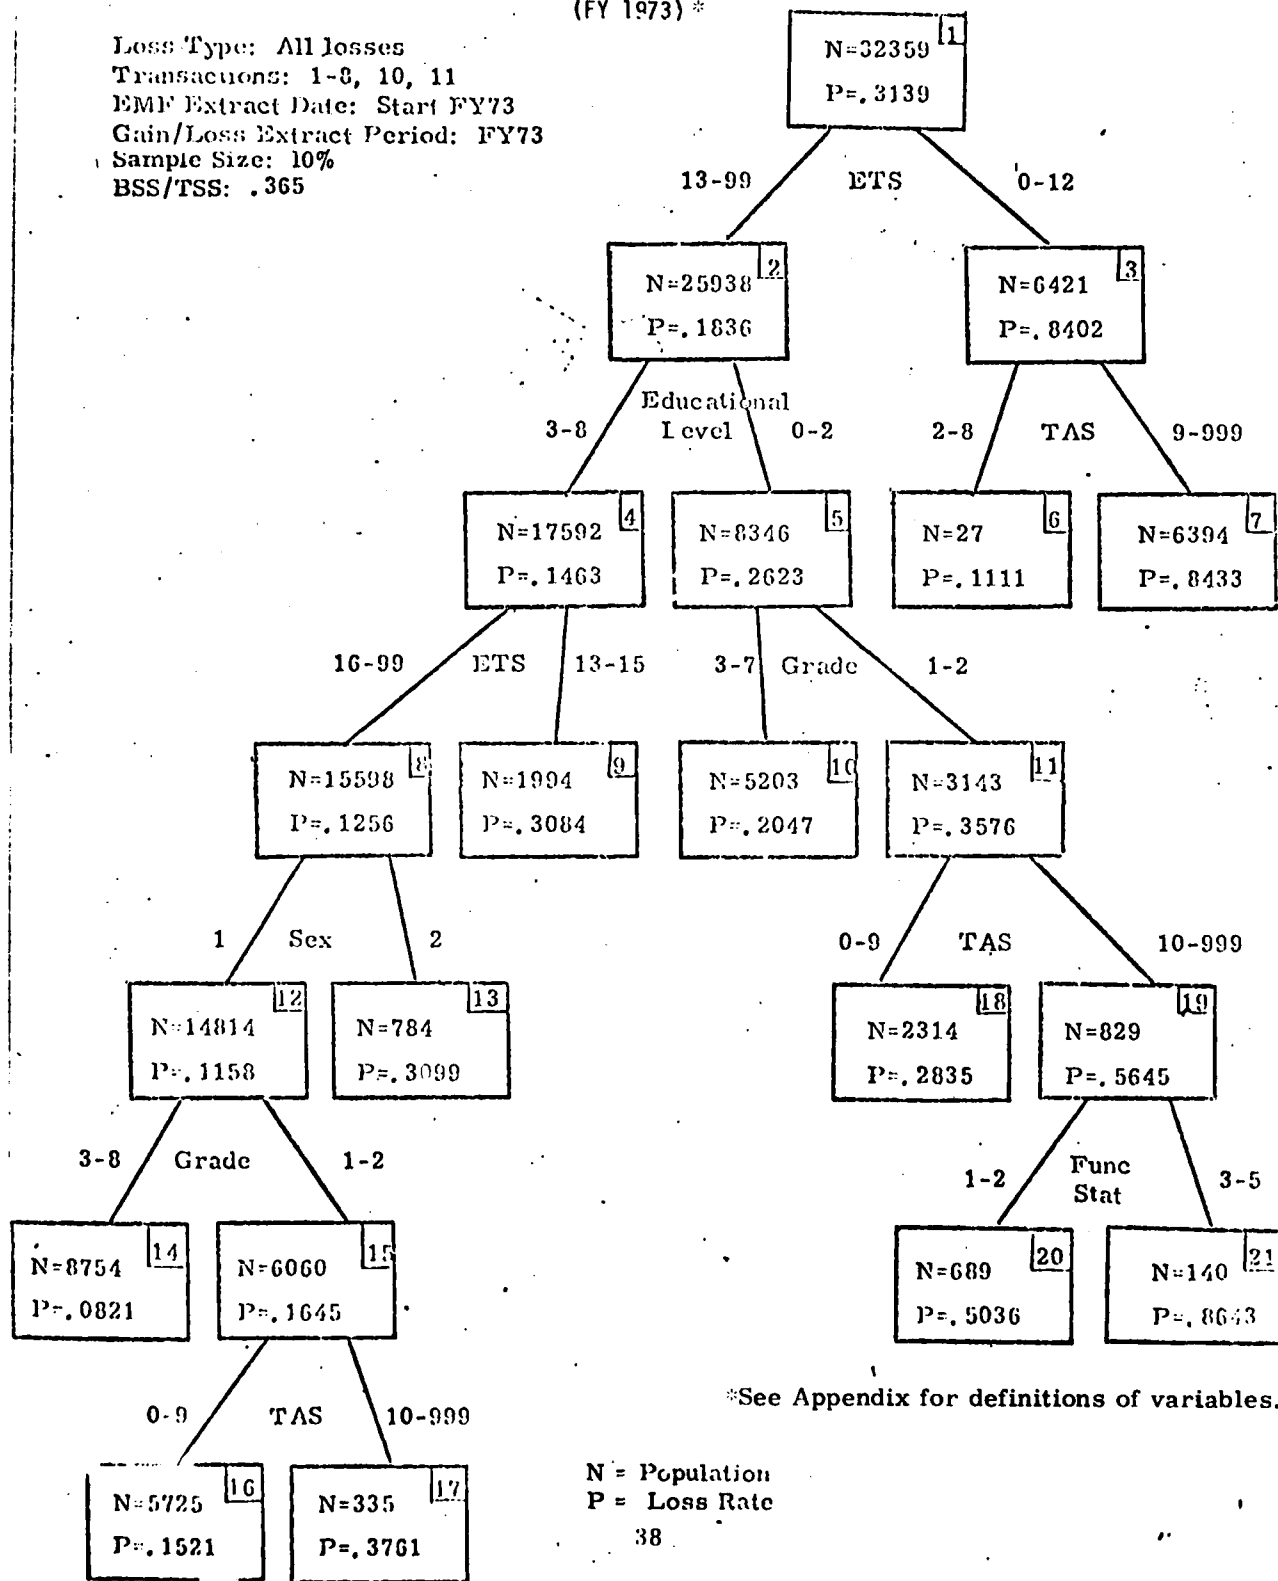 (FY 1973) *
Loss Type: All losses
Transactions: 1-8, 10, 11
EMF Extract Date: Start FY73
Gain/Loss Extract Period: FY73
Sample Size: 10%
BSS/TSS: .365
1
N=32359
P=.3139
13-99 ETS 0-12
2
N=25938
P=.1836
3
N=6421
P=.8402
Educational
3-8 Level 0-2
2-8 TAS 9-999
4
N=17592
P=.1463
5
N=8346
P=.2623
6
N=27
P=.1111
7
N=6394
P=.8433
16-99 ETS 13-15
3-7 Grade 1-2
8
N=15598
P=.1256
9
N=1994
P=.3084
10
N=5203
P=.2047
11
N=3143
P=.3576
1 Sex 2
0-9 TAS 10-999
12
N=14814
P=.1158
13
N=784
P=.3099
18
N=2314
P=.2835
19
N=829
P=.5645
3-8 Grade 1-2
1-2 Func
Stat 3-5
14
N=8754
P=.0821
15
N=6060
P=.1645
20
N=689
P=.5036
21
N=140
P=.8643
*See Appendix for definitions of variables.
0-9 TAS 10-999
16
N=5725
P=.1521
17
N=335
P=.3761
N = Population
P = Loss Rate
38